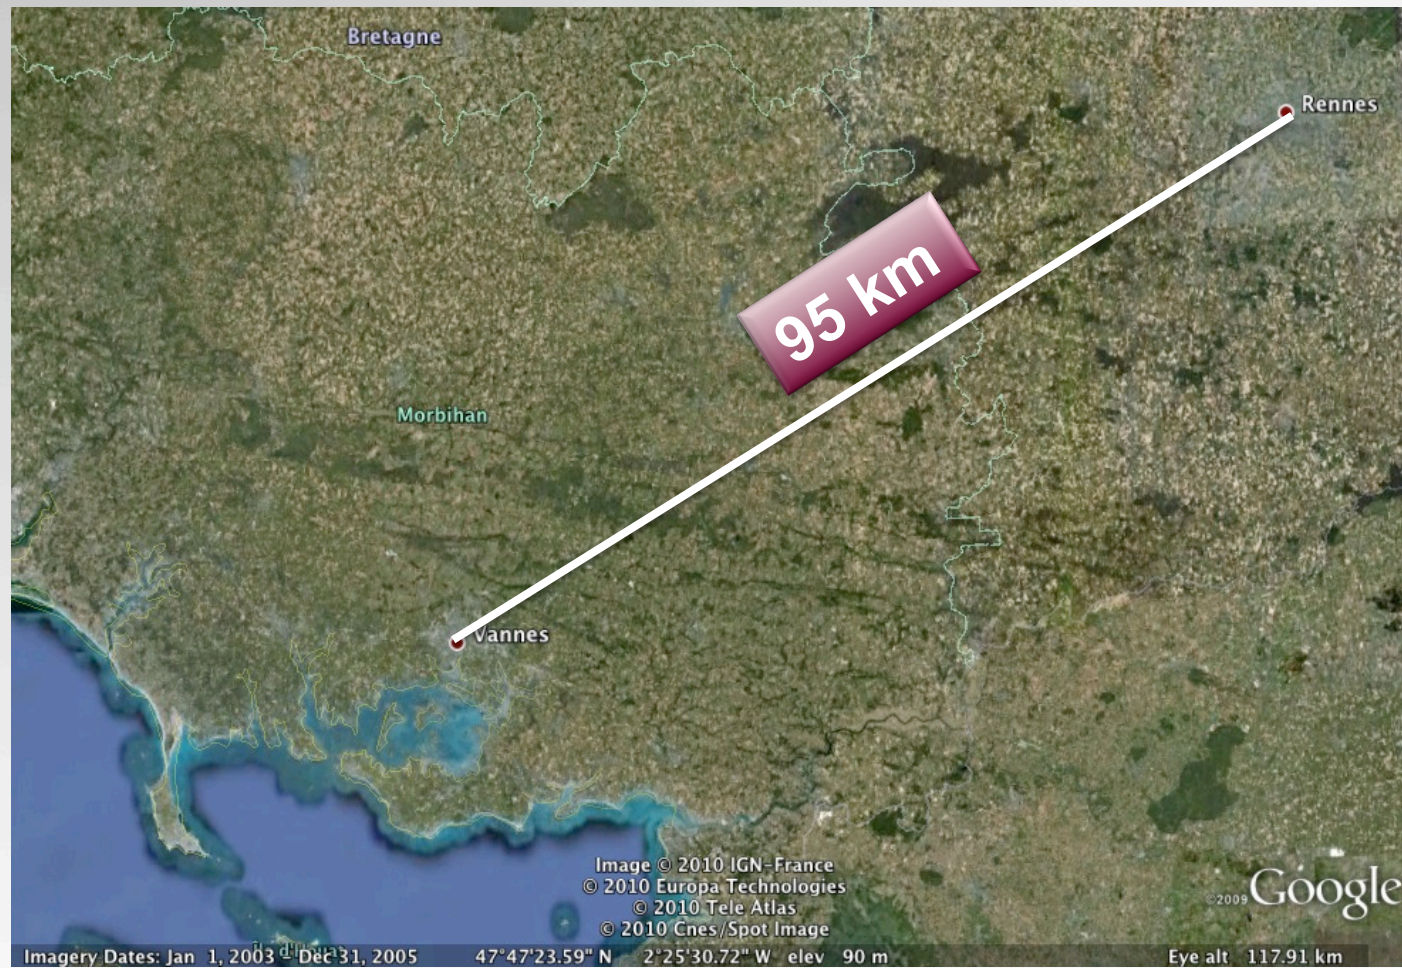 Bretagne
Rennes
95 km
Morbihan
Vannes
Image © 2010 IGN-France
© 2010 Europa Technologies
© 2010 Tele Atlas
© 2010 Cnes/Spot Image
©2009 Google
Imagery Dates: Jan 1, 2003 - Dec 31, 2005 47°47'23.59" N 2°25'30.72" W elev 90 m Eye alt 117.91 km